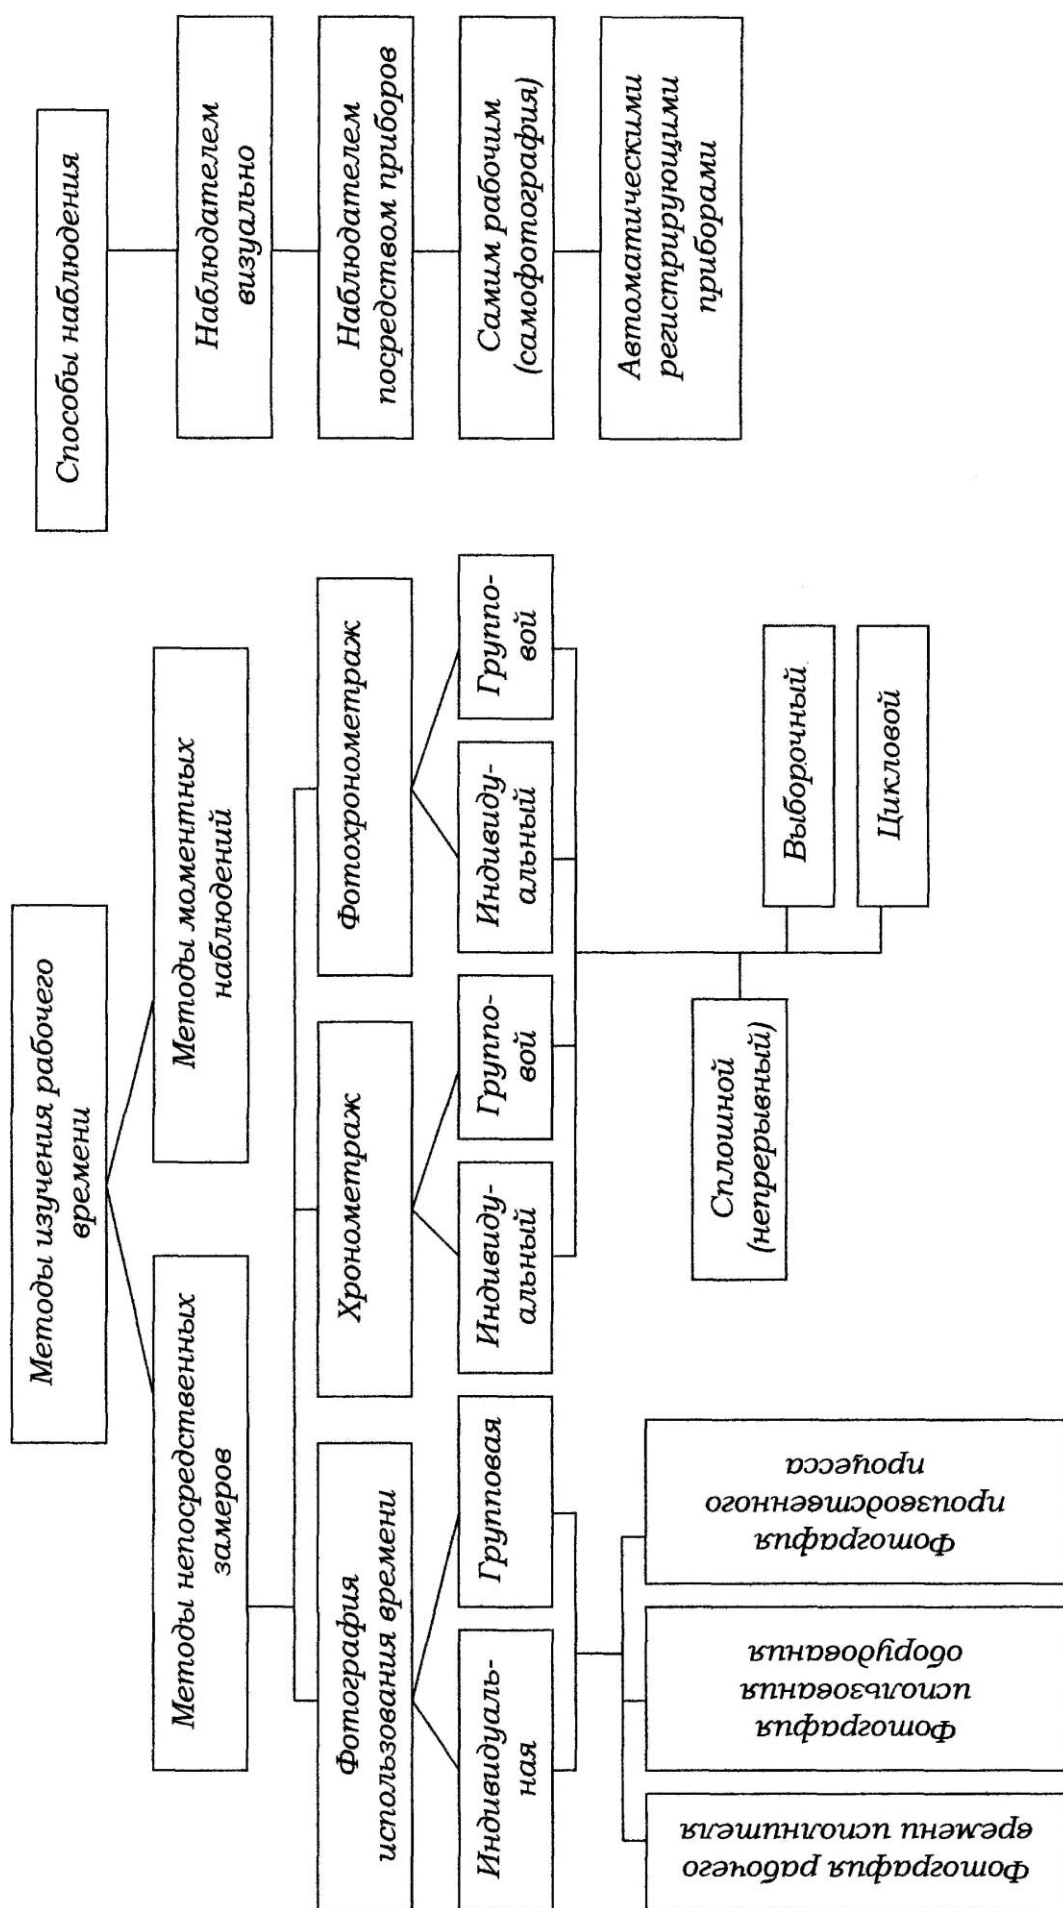 Методы изучения рабочего
времени
Методы непосредственных
замеров
Методы моментных
наблюдений
Фотография
использования времени
Хронометраж
Фотохронометраж
Индивидуаль-
ная
Групповая
Индивиду-
альный
Группо-
вой
Индивиду-
альный
Группо-
вой
Фотография рабочего
времени исполнителя
Фотография
использования
оборудования
Фотография
производственного
процесса
Сплошной
(непрерывный)
Выборочный
Цикловой
Способы наблюдения
Наблюдателем
визуально
Наблюдателем
посредством приборов
Самим рабочим
(самофотография)
Автоматическими
регистрирующими
приборами